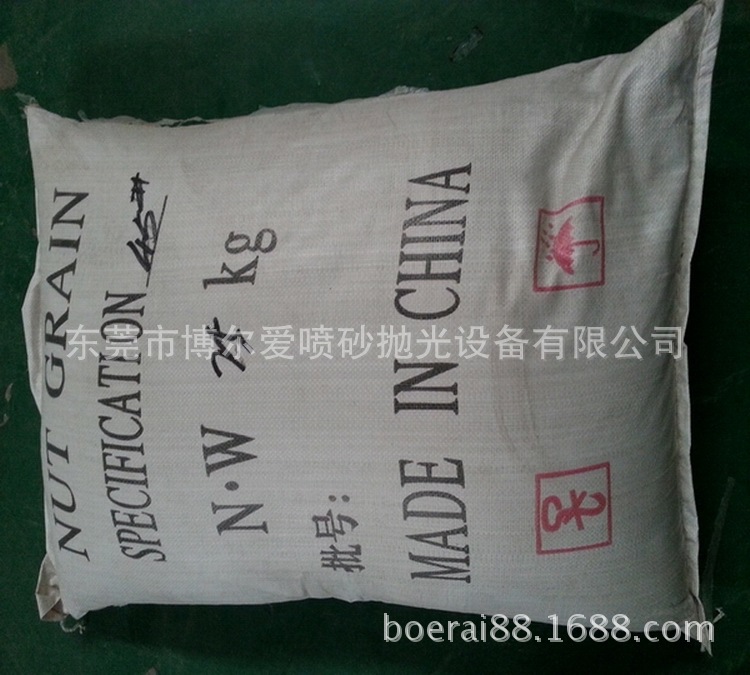 NUT GRAIN
SPECIFICATION
N·W 25 kg
批号:
MADE IN CHINA
东莞市博尔爱喷砂抛光设备有限公司
boerai88.1688.com